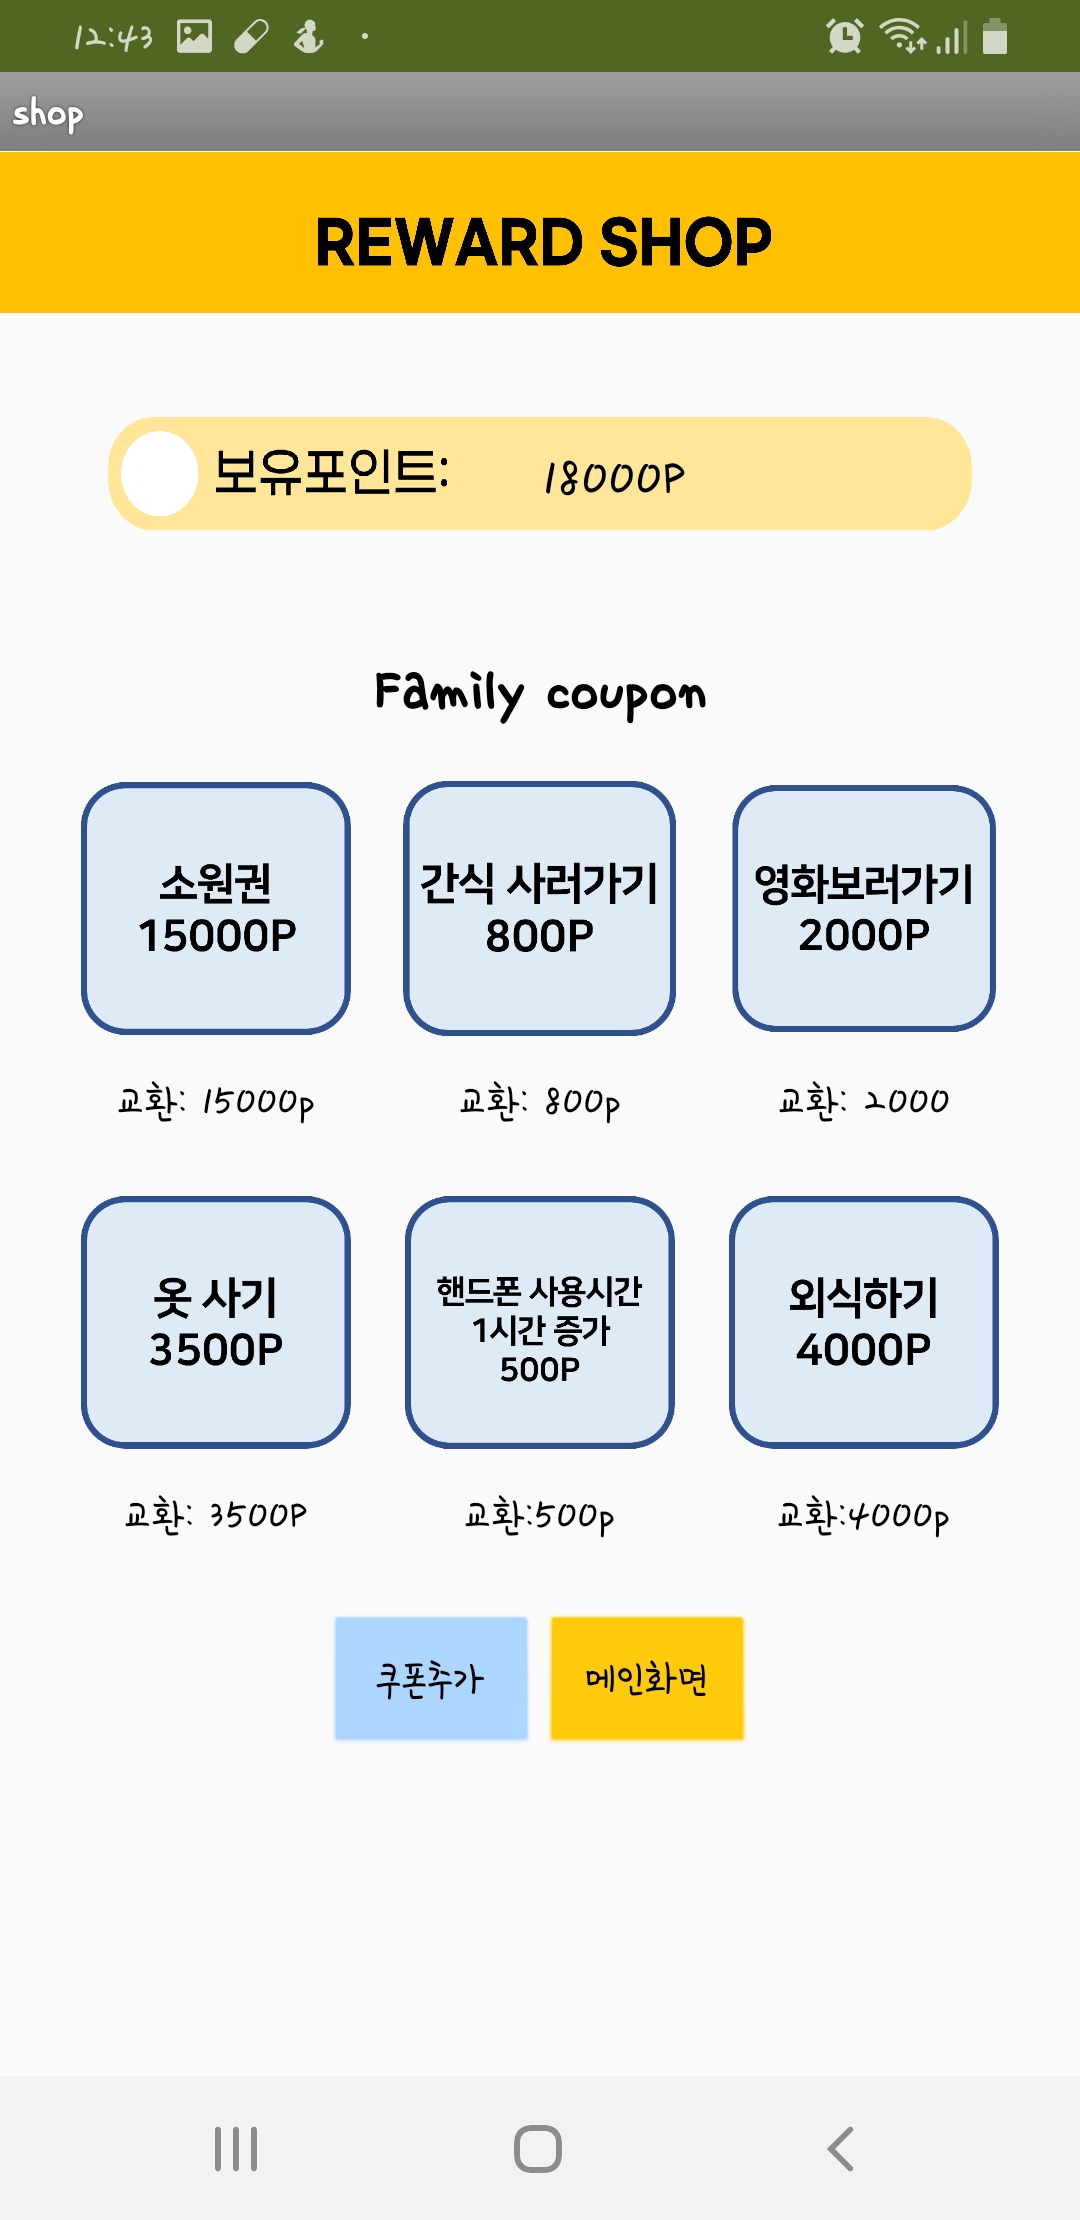 12:43
shop
REWARD SHOP
보유포인트: 18000P
Family coupon
소원권
15000P
간식 사러가기
800P
영화보러가기
2000P
교환: 15000p
교환: 800p
교환: 2000
옷 사기
3500P
핸드폰 사용시간
1시간 증가
500P
외식하기
4000P
교환: 3500P
교환:500p
교환:4000p
쿠폰추가
메인화면